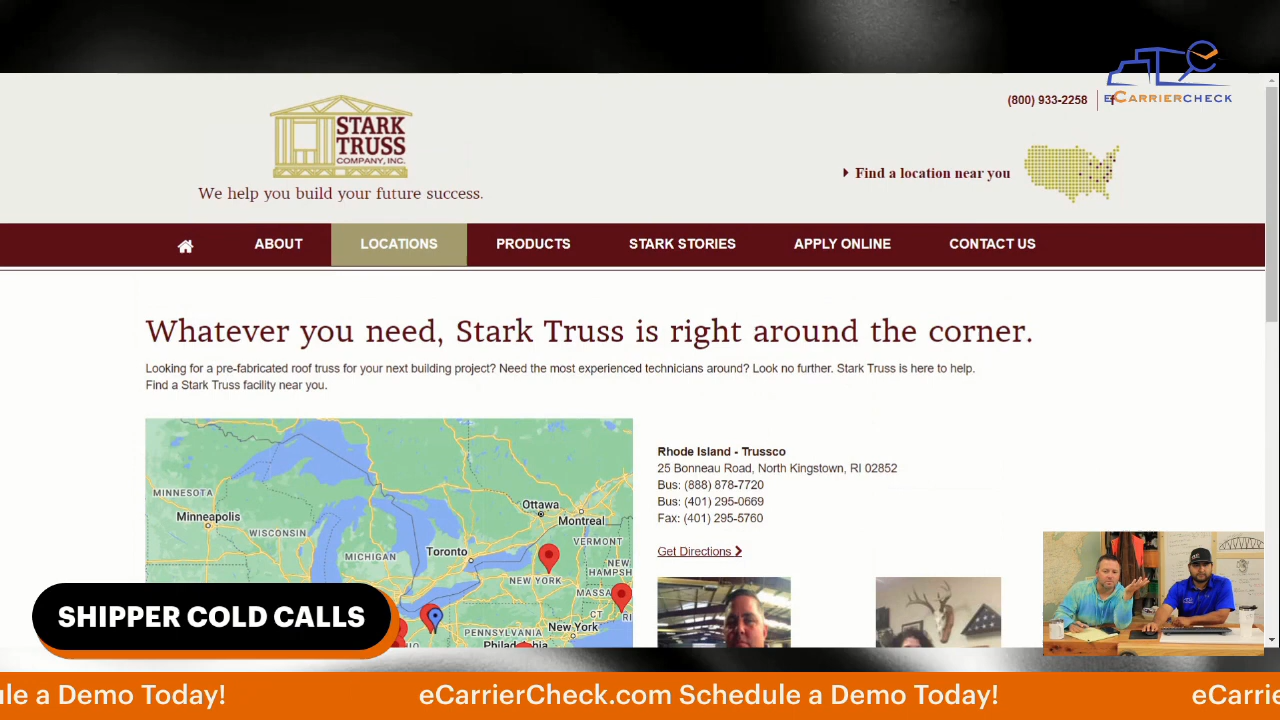 eCARRIERCHECK
(800) 933-2258
STARK
TRUSS
COMPANY, INC.
We help you build your future success.
Find a location near you
ABOUT
LOCATIONS
PRODUCTS
STARK STORIES
APPLY ONLINE
CONTACT US
Whatever you need, Stark Truss is right around the corner.
Looking for a pre-fabricated roof truss for your next building project? Need the most experienced technicians around? Look no further. Stark Truss is here to help.
Find a Stark Truss facility near you.
Rhode Island - Trussco
25 Bonneau Road, North Kingstown, RI 02852
Bus: (888) 878-7720
Bus: (401) 295-0669
Fax: (401) 295-5760
Get Directions
MINNESOTA
Minneapolis
WISCONSIN
MICHIGAN
Ottawa
Montreal
Toronto
VERMONT
NEW YORK
NEW
HAMPSH
MASSA
CT
RI
New York
PENNSYLVANIA
Philadelphia
IO
SHIPPER COLD CALLS
le a Demo Today!
eCarrierCheck.com Schedule a Demo Today!
eCarrie